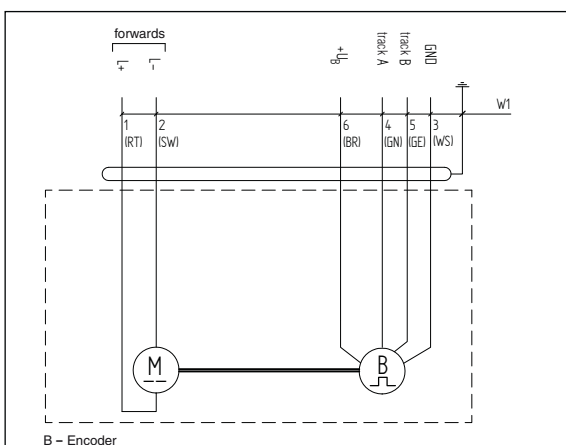 forwards
L+ L- +UB track A track B GND
W1
1 2 6 4 5 3
(RT) (SW) (BR) (GN) (GE) (WS)
M B
B – Encoder